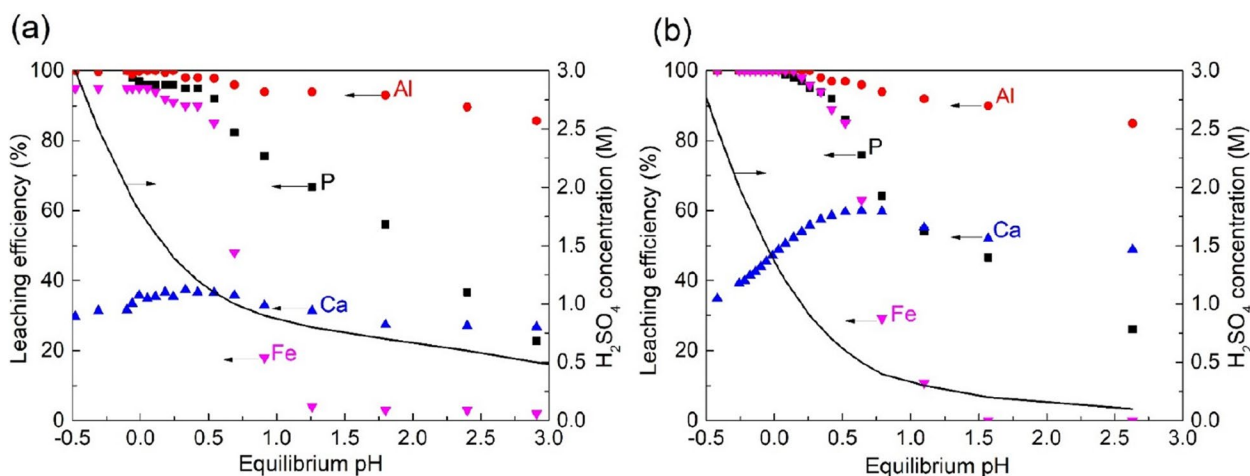 (a)
100
80
60
40
20
0
Leaching efficiency (%)
3.0
2.5
2.0
1.5
1.0
0.5
0.0
H₂SO₄ concentration (M)
Al
P
Ca
Fe
-0.5 0.0 0.5 1.0 1.5 2.0 2.5 3.0
Equilibrium pH
(b)
100
80
60
40
20
0
Leaching efficiency (%)
3.0
2.5
2.0
1.5
1.0
0.5
0.0
H₂SO₄ concentration (M)
Al
P
Ca
Fe
-0.5 0.0 0.5 1.0 1.5 2.0 2.5 3.0
Equilibrium pH